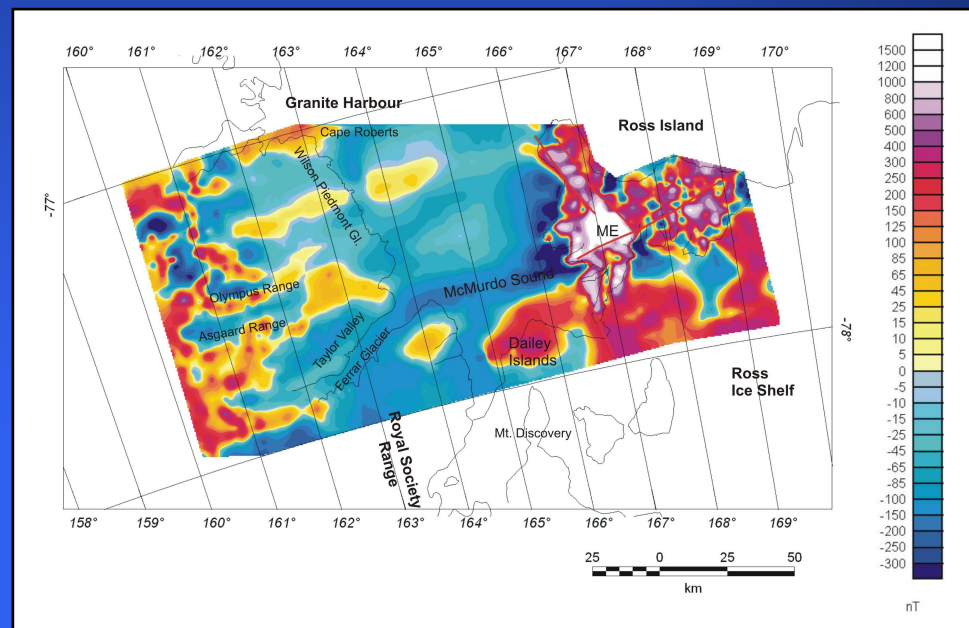 160° 161° 162° 163° 164° 165° 166° 167° 168° 169° 170°
Granite Harbour
Cape Roberts
Ross Island
Wilson Piedmont Gl.
-77°
ME
Olympus Range
McMurdo Sound
Asgaard Range
Taylor Valley
Ferrar Glacier
Dailey
Islands
-78°
Ross
Ice Shelf
Mt. Discovery
Royal Society
Range
158° 159° 160° 161° 162° 163° 164° 165° 166° 167° 168° 169°
25 0 25 50
km
1500
1200
1000
800
600
500
400
300
250
200
150
125
100
85
65
45
25
15
10
5
0
-5
-10
-15
-25
-45
-65
-85
-100
-150
-200
-250
-300
nT